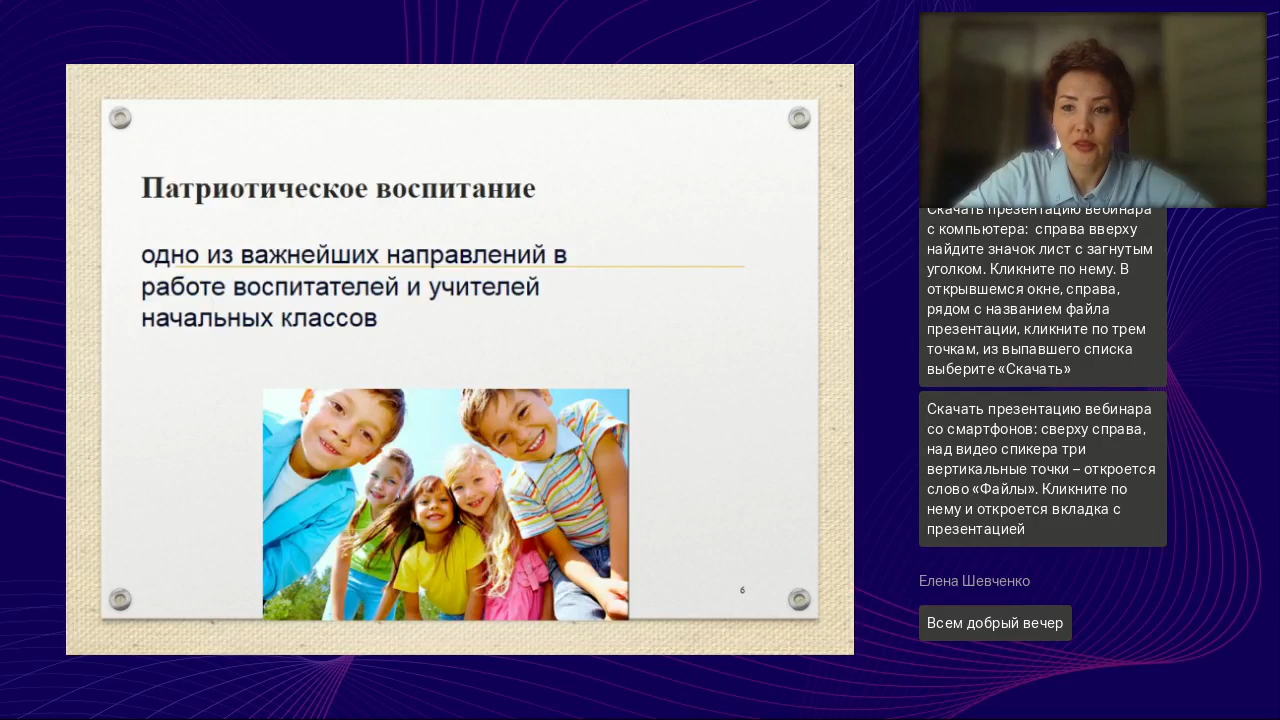 Патриотическое воспитание
одно из важнейших направлений в
работе воспитателей и учителей
начальных классов
6
Скачать презентацию вебинара
с компьютера: справа вверху
найдите значок лист с загнутым
уголком. Кликните по нему. В
открывшемся окне, справа,
рядом с названием файла
презентации, кликните по трем
точкам, из выпавшего списка
выберите «Скачать»
Скачать презентацию вебинара
со смартфонов: сверху справа,
над видео спикера три
вертикальные точки – откроется
слово «Файлы». Кликните по
нему и откроется вкладка с
презентацией
Елена Шевченко
Всем добрый вечер